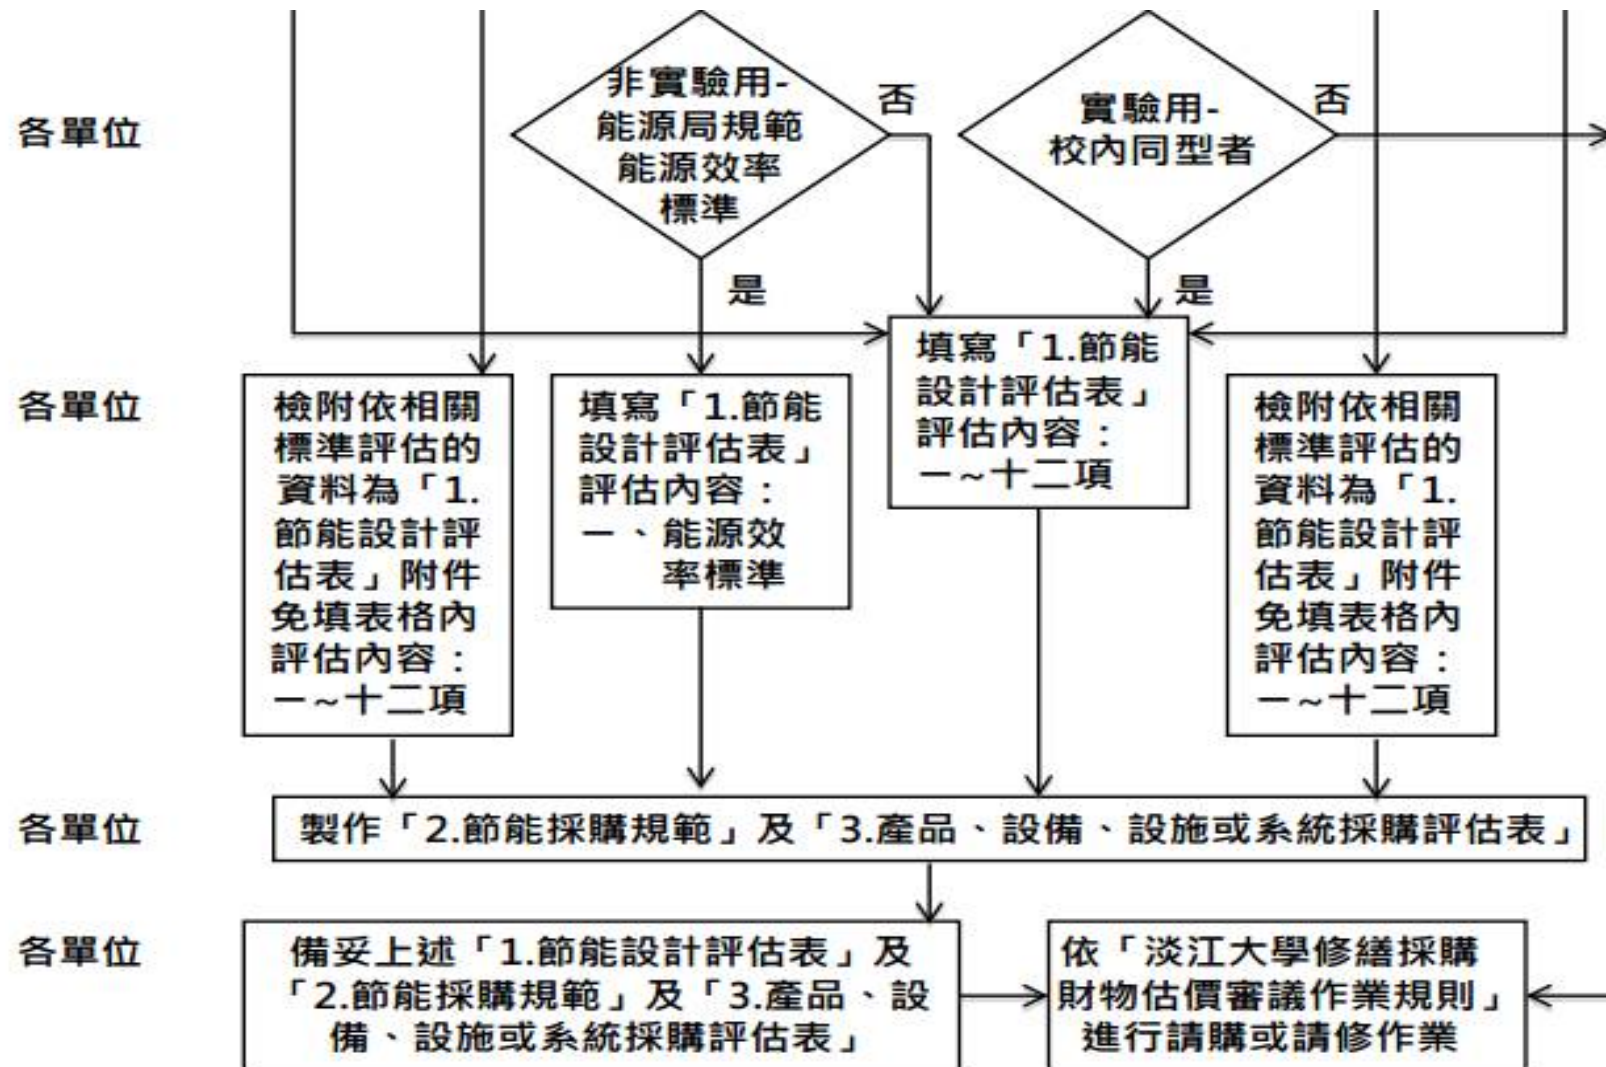 各單位
非實驗用-
能源局規範
能源效率
標準
否
是
實驗用-
校內同型者
否
是
各單位
檢附依相關
標準評估的
資料為「1.
節能設計評
估表」附件
免填表格內
評估內容：
一~十二項
填寫「1.節能
設計評估表」
評估內容：
一、能源效
率標準
填寫「1.節能
設計評估表」
評估內容：
一~十二項
檢附依相關
標準評估的
資料為「1.
節能設計評
估表」附件
免填表格內
評估內容：
一~十二項
各單位
製作「2.節能採購規範」及「3.產品、設備、設施或系統採購評估表」
各單位
備妥上述「1.節能設計評估表」及
「2.節能採購規範」及「3.產品、設
備、設施或系統採購評估表」
依「淡江大學修繕採購
財物估價審議作業規則」
進行請購或請修作業